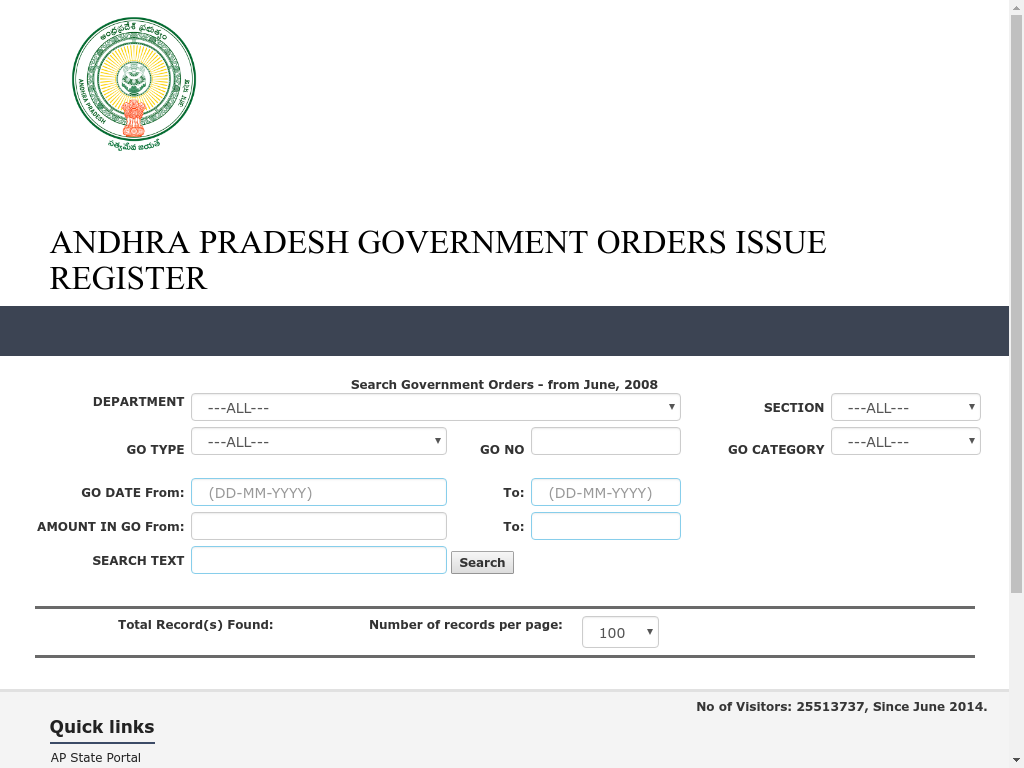 ఆంధ్రప్రదేశ్ ప్రభుత్వం
ANDHRA PRADESH
सत्यमेव जयते
సత్యమేవ జయతే
ANDHRA PRADESH GOVERNMENT ORDERS ISSUE
REGISTER
Search Government Orders - from June, 2008
DEPARTMENT ---ALL--- SECTION ---ALL---
GO TYPE ---ALL--- GO NO GO CATEGORY ---ALL---
GO DATE From: (DD-MM-YYYY) To: (DD-MM-YYYY)
AMOUNT IN GO From: To:
SEARCH TEXT Search
Total Record(s) Found: Number of records per page: 100
No of Visitors: 25513737, Since June 2014.
Quick links
AP State Portal